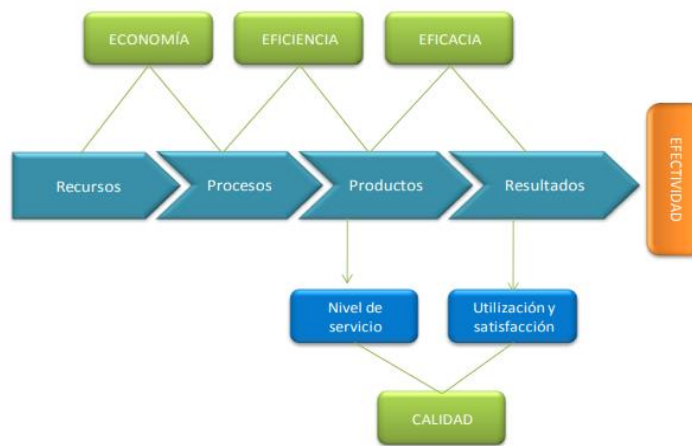 ECONOMÍA
EFICIENCIA
EFICACIA
EFECTIVIDAD
Recursos
Procesos
Productos
Resultados
Nivel de
servicio
Utilización y
satisfacción
CALIDAD